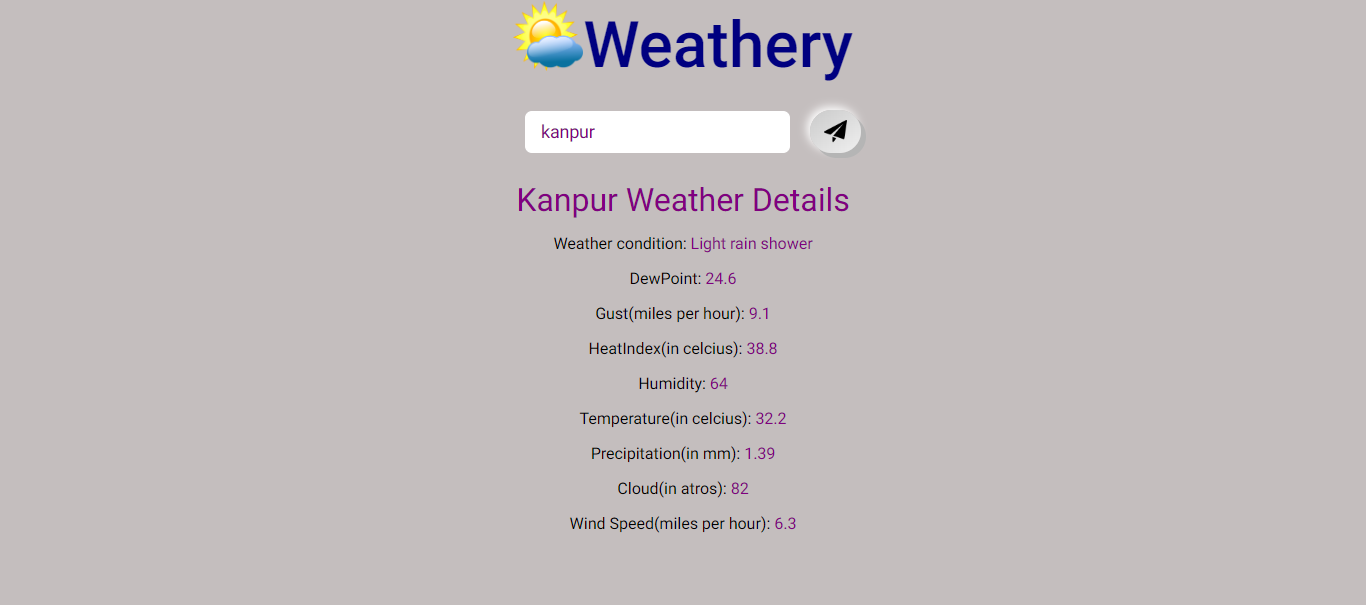 Weathery
kanpur
Kanpur Weather Details
Weather condition: Light rain shower
DewPoint: 24.6
Gust(miles per hour): 9.1
HeatIndex(in celcius): 38.8
Humidity: 64
Temperature(in celcius): 32.2
Precipitation(in mm): 1.39
Cloud(in atros): 82
Wind Speed(miles per hour): 6.3